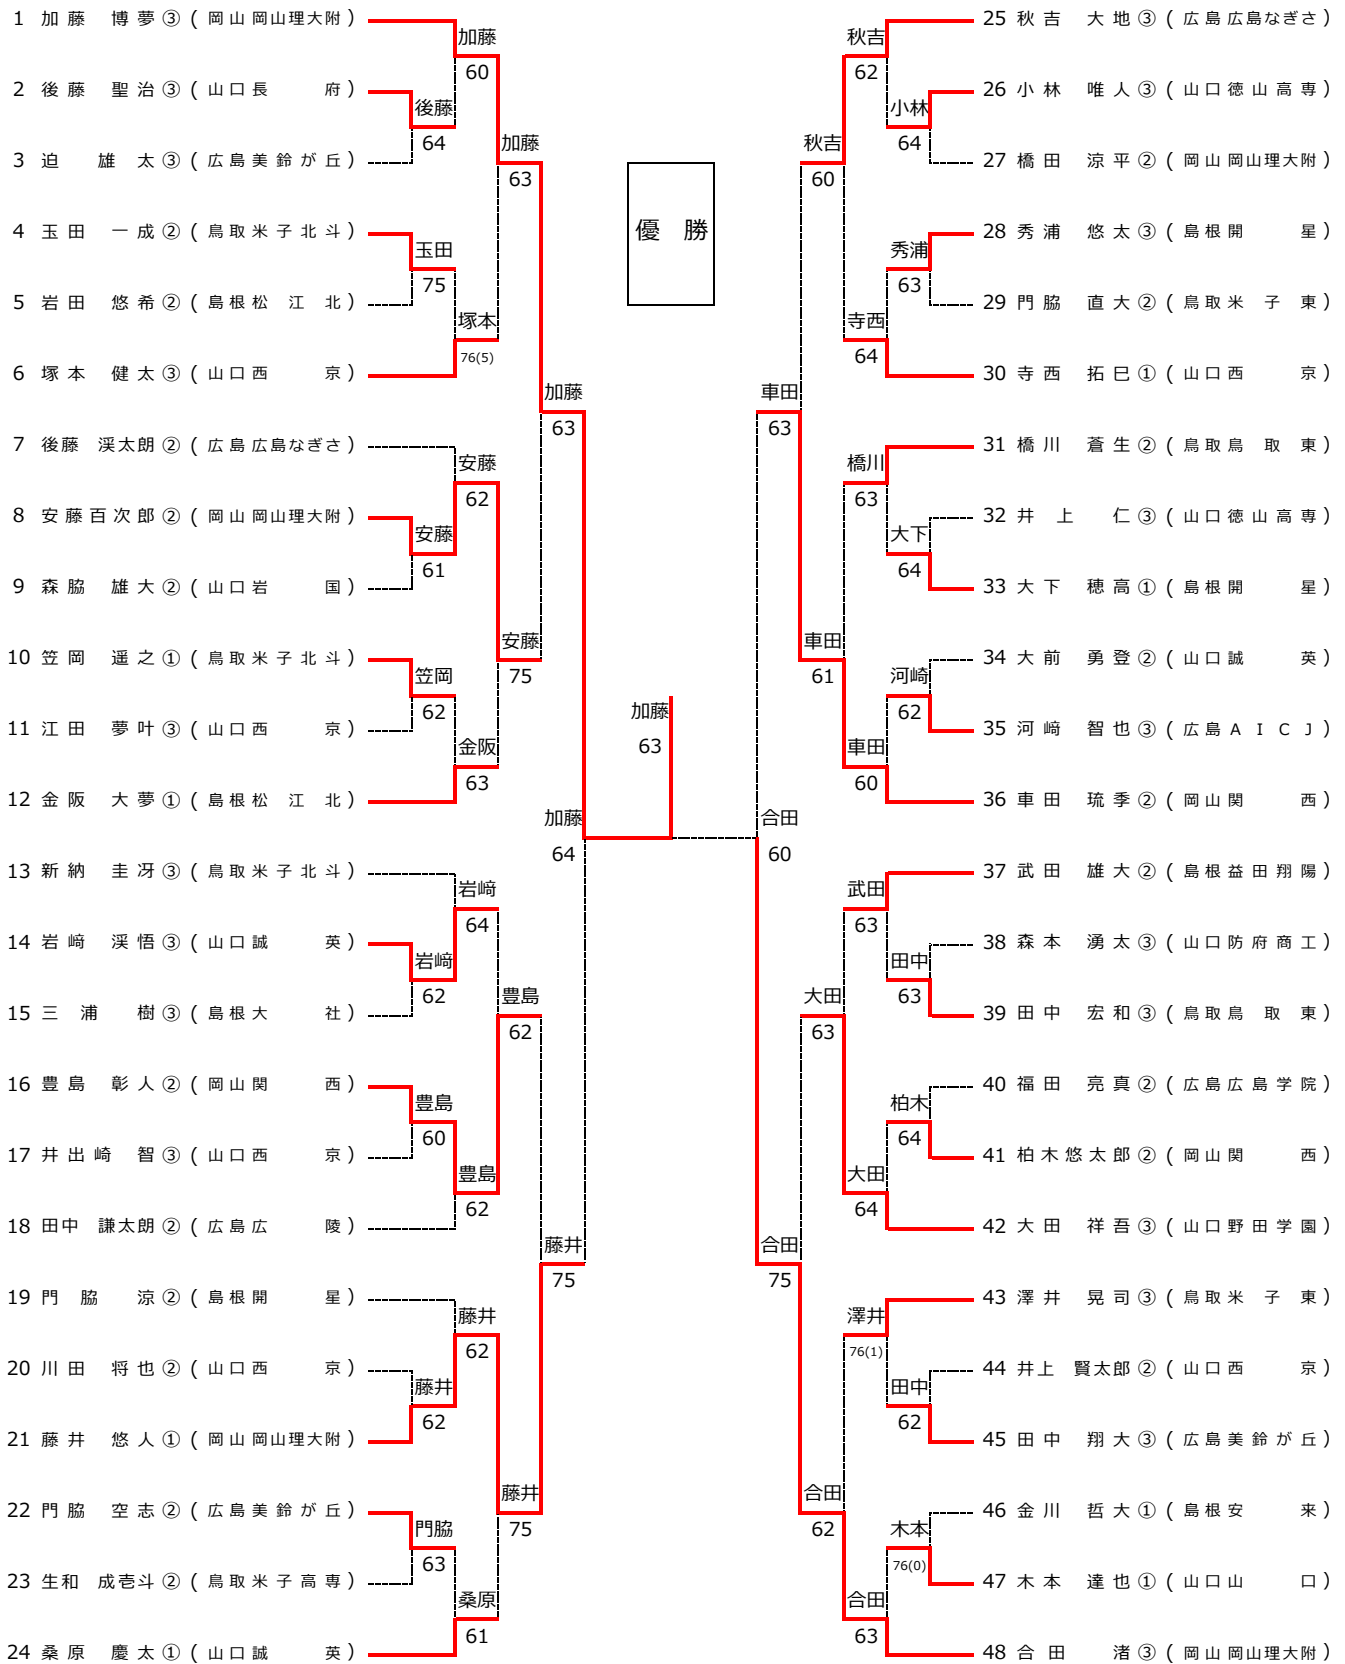 1 加藤 博夢③ ( 岡山 岡山理大附 )
加藤
60
2 後藤 聖治③ ( 山口 長府 )
後藤
64
3 迫 雄太③ ( 広島 美鈴が丘 )
加藤
63
4 玉田 一成② ( 鳥取 米子北斗 )
玉田
75
5 岩田 悠希② ( 島根 松江北 )
塚本
76(5)
6 塚本 健太③ ( 山口 西京 )
加藤
63
7 後藤 渓太朗② ( 広島 広島なぎさ )
安藤
62
8 安藤百次郎② ( 岡山 岡山理大附 )
安藤
61
9 森脇 雄大② ( 山口 岩国 )
安藤
75
10 笠岡 遥之① ( 鳥取 米子北斗 )
笠岡
62
11 江田 夢叶③ ( 山口 西京 )
金阪
63
12 金阪 大夢① ( 島根 松江北 )
加藤
64
13 新納 圭冴③ ( 鳥取 米子北斗 )
岩﨑
64
14 岩﨑 渓悟③ ( 山口 誠英 )
岩﨑
62
15 三浦 樹③ ( 島根 大社 )
豊島
62
16 豊島 彰人② ( 岡山 関西 )
豊島
60
17 井出崎 智③ ( 山口 西京 )
豊島
62
18 田中 謙太朗② ( 広島 広陵 )
藤井
75
19 門脇 涼② ( 島根 開星 )
藤井
62
20 川田 将也② ( 山口 西京 )
藤井
62
21 藤井 悠人① ( 岡山 岡山理大附 )
藤井
75
22 門脇 空志② ( 広島 美鈴が丘 )
門脇
63
23 生和 成壱斗② ( 鳥取 米子高専 )
桑原
61
24 桑原 慶太① ( 山口 誠英 )
優勝
加藤
63
25 秋吉 大地③ ( 広島 広島なぎさ )
秋吉
62
26 小林 唯人③ ( 山口 徳山高専 )
小林
64
27 橋田 涼平② ( 岡山 岡山理大附 )
秋吉
60
28 秀浦 悠太③ ( 島根 開星 )
秀浦
63
29 門脇 直大② ( 鳥取 米子東 )
寺西
64
30 寺西 拓巳① ( 山口 西京 )
車田
63
31 橋川 蒼生② ( 鳥取 鳥取東 )
橋川
63
32 井上 仁③ ( 山口 徳山高専 )
大下
64
33 大下 穂高① ( 島根 開星 )
車田
61
34 大前 勇登② ( 山口 誠英 )
河崎
62
35 河﨑 智也③ ( 広島 AICJ )
車田
60
36 車田 琉季② ( 岡山 関西 )
合田
60
37 武田 雄大② ( 島根 益田翔陽 )
武田
63
38 森本 湧太③ ( 山口 防府商工 )
田中
63
39 田中 宏和③ ( 鳥取 鳥取東 )
大田
63
40 福田 亮真② ( 広島 広島学院 )
柏木
64
41 柏木悠太郎② ( 岡山 関西 )
大田
64
42 大田 祥吾③ ( 山口 野田学園 )
合田
75
43 澤井 晃司③ ( 鳥取 米子東 )
澤井
76(1)
44 井上 賢太郎② ( 山口 西京 )
田中
62
45 田中 翔大③ ( 広島 美鈴が丘 )
合田
62
46 金川 哲大① ( 島根 安来 )
木本
76(0)
47 木本 達也① ( 山口 山口 )
合田
63
48 合田 渚③ ( 岡山 岡山理大附 )